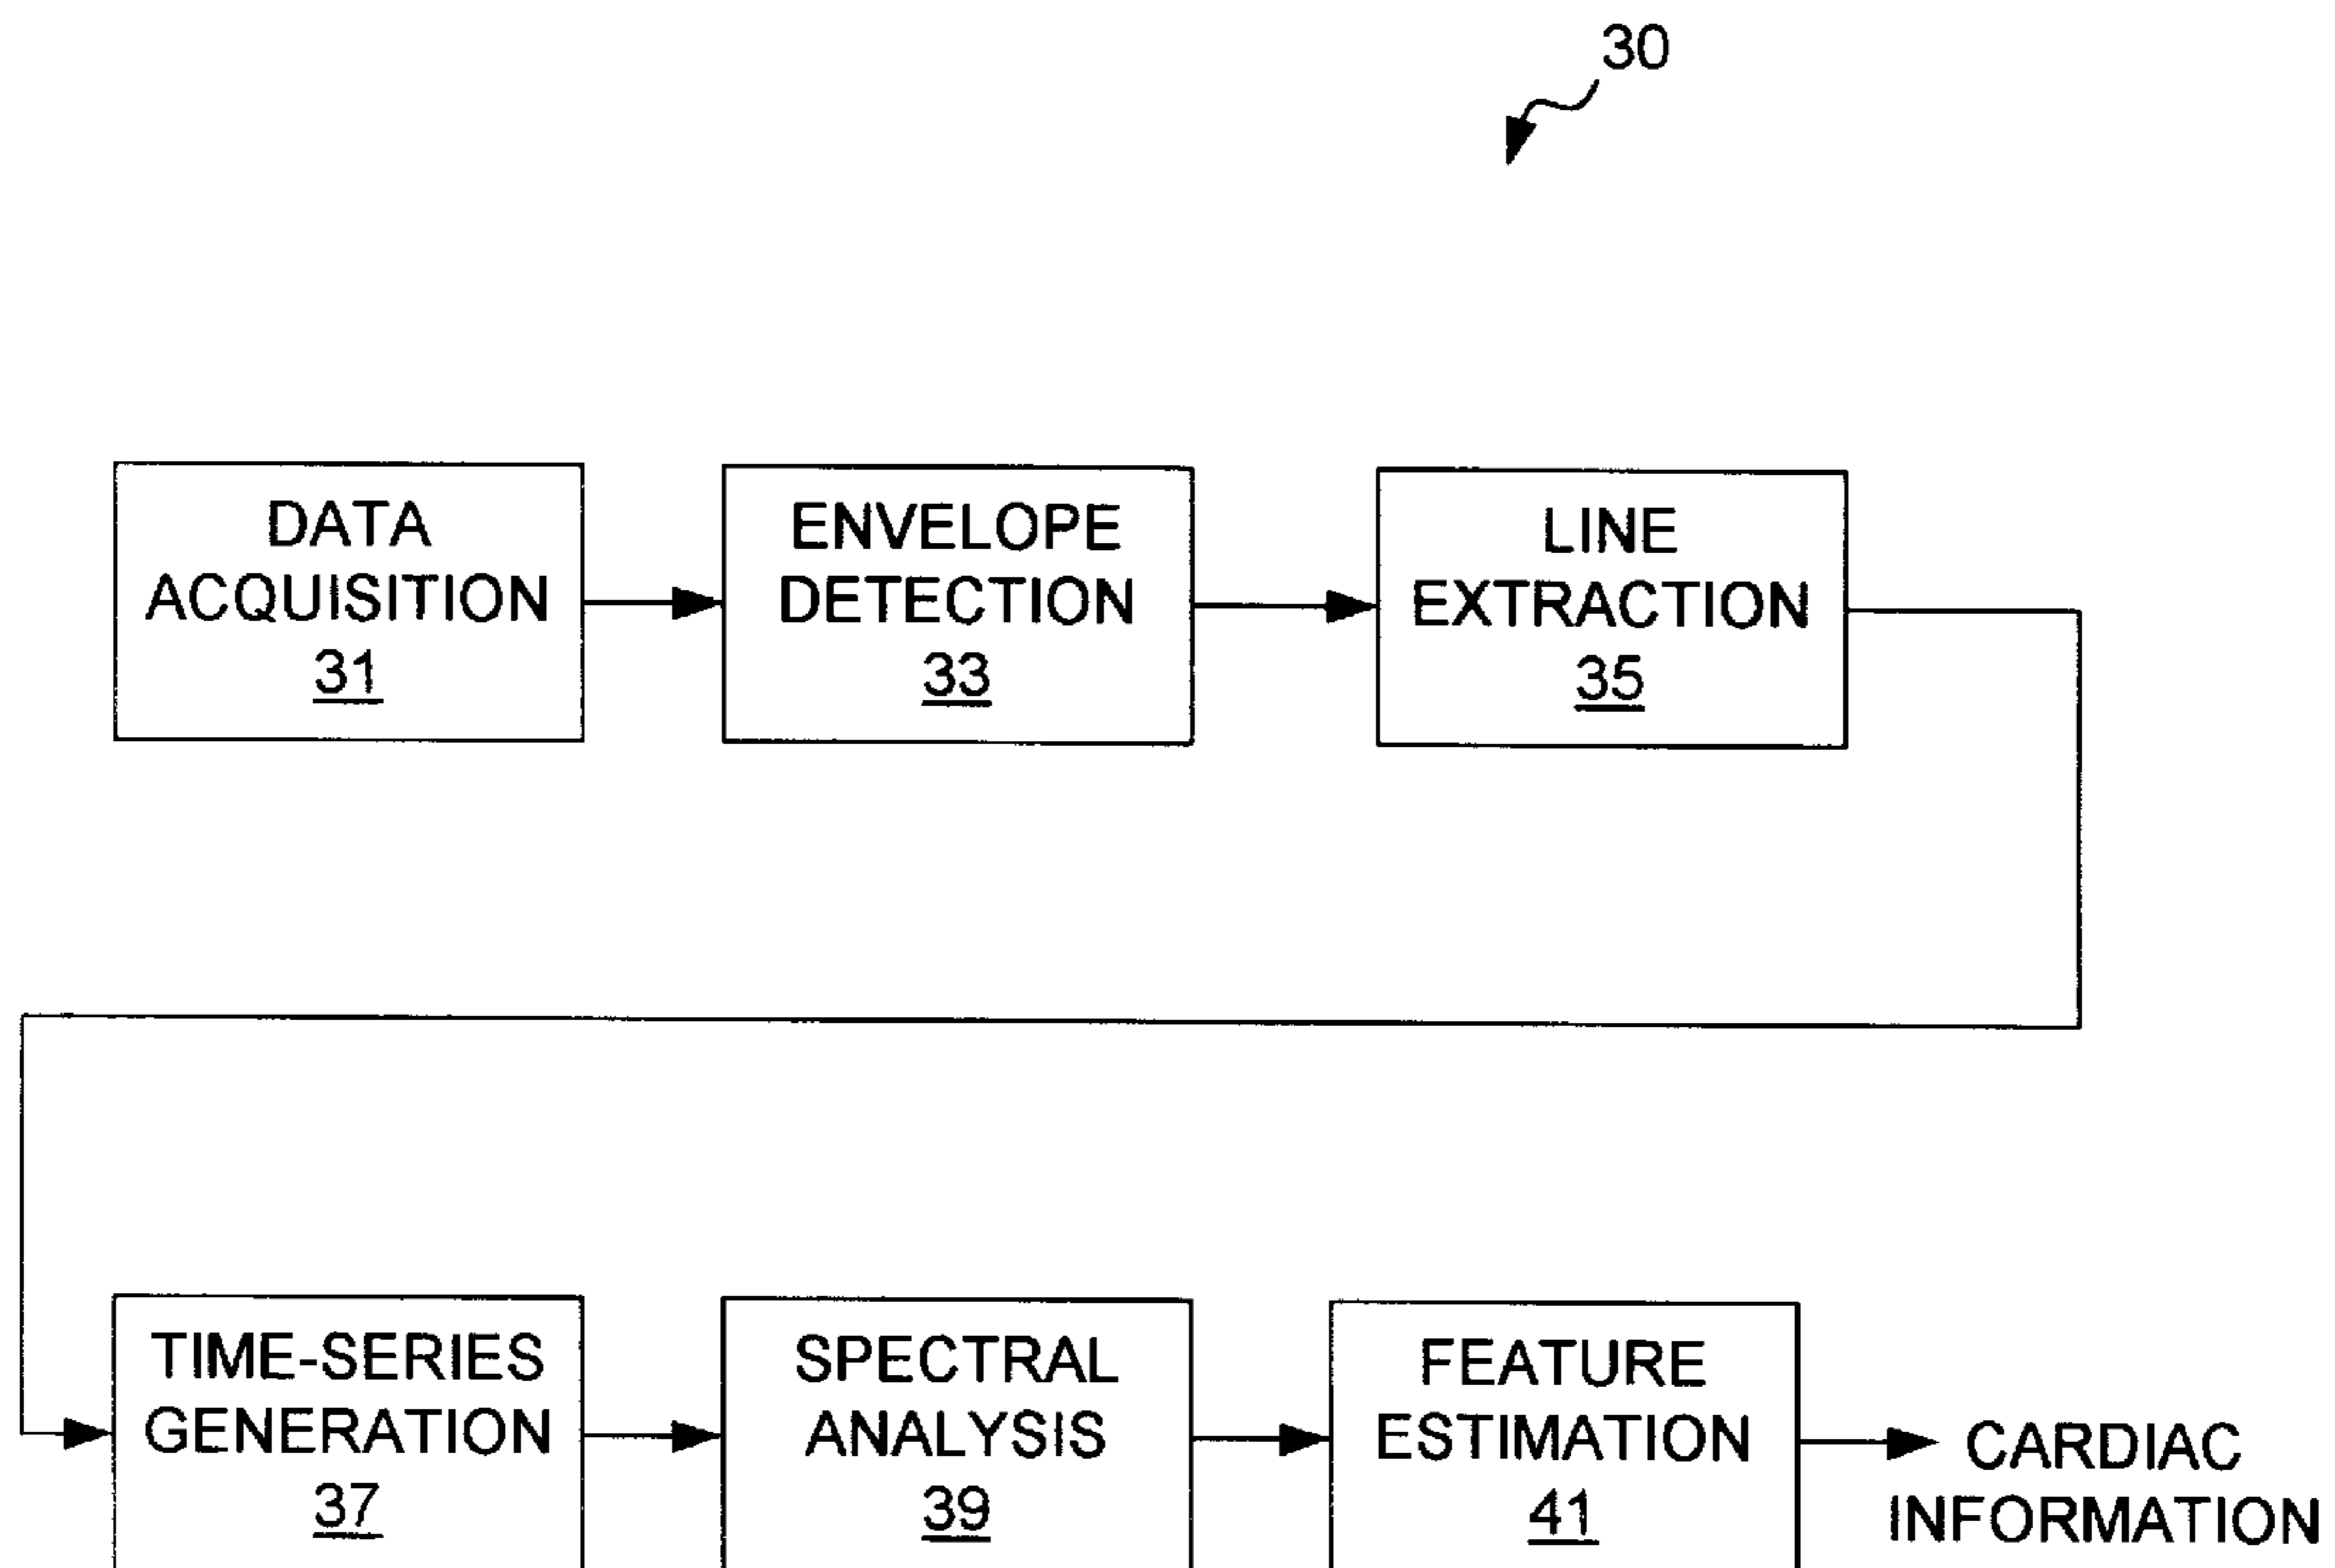 30
DATA
ACQUISITION
31
ENVELOPE
DETECTION
33
LINE
EXTRACTION
35
TIME-SERIES
GENERATION
37
SPECTRAL
ANALYSIS
39
FEATURE
ESTIMATION
41
CARDIAC
INFORMATION